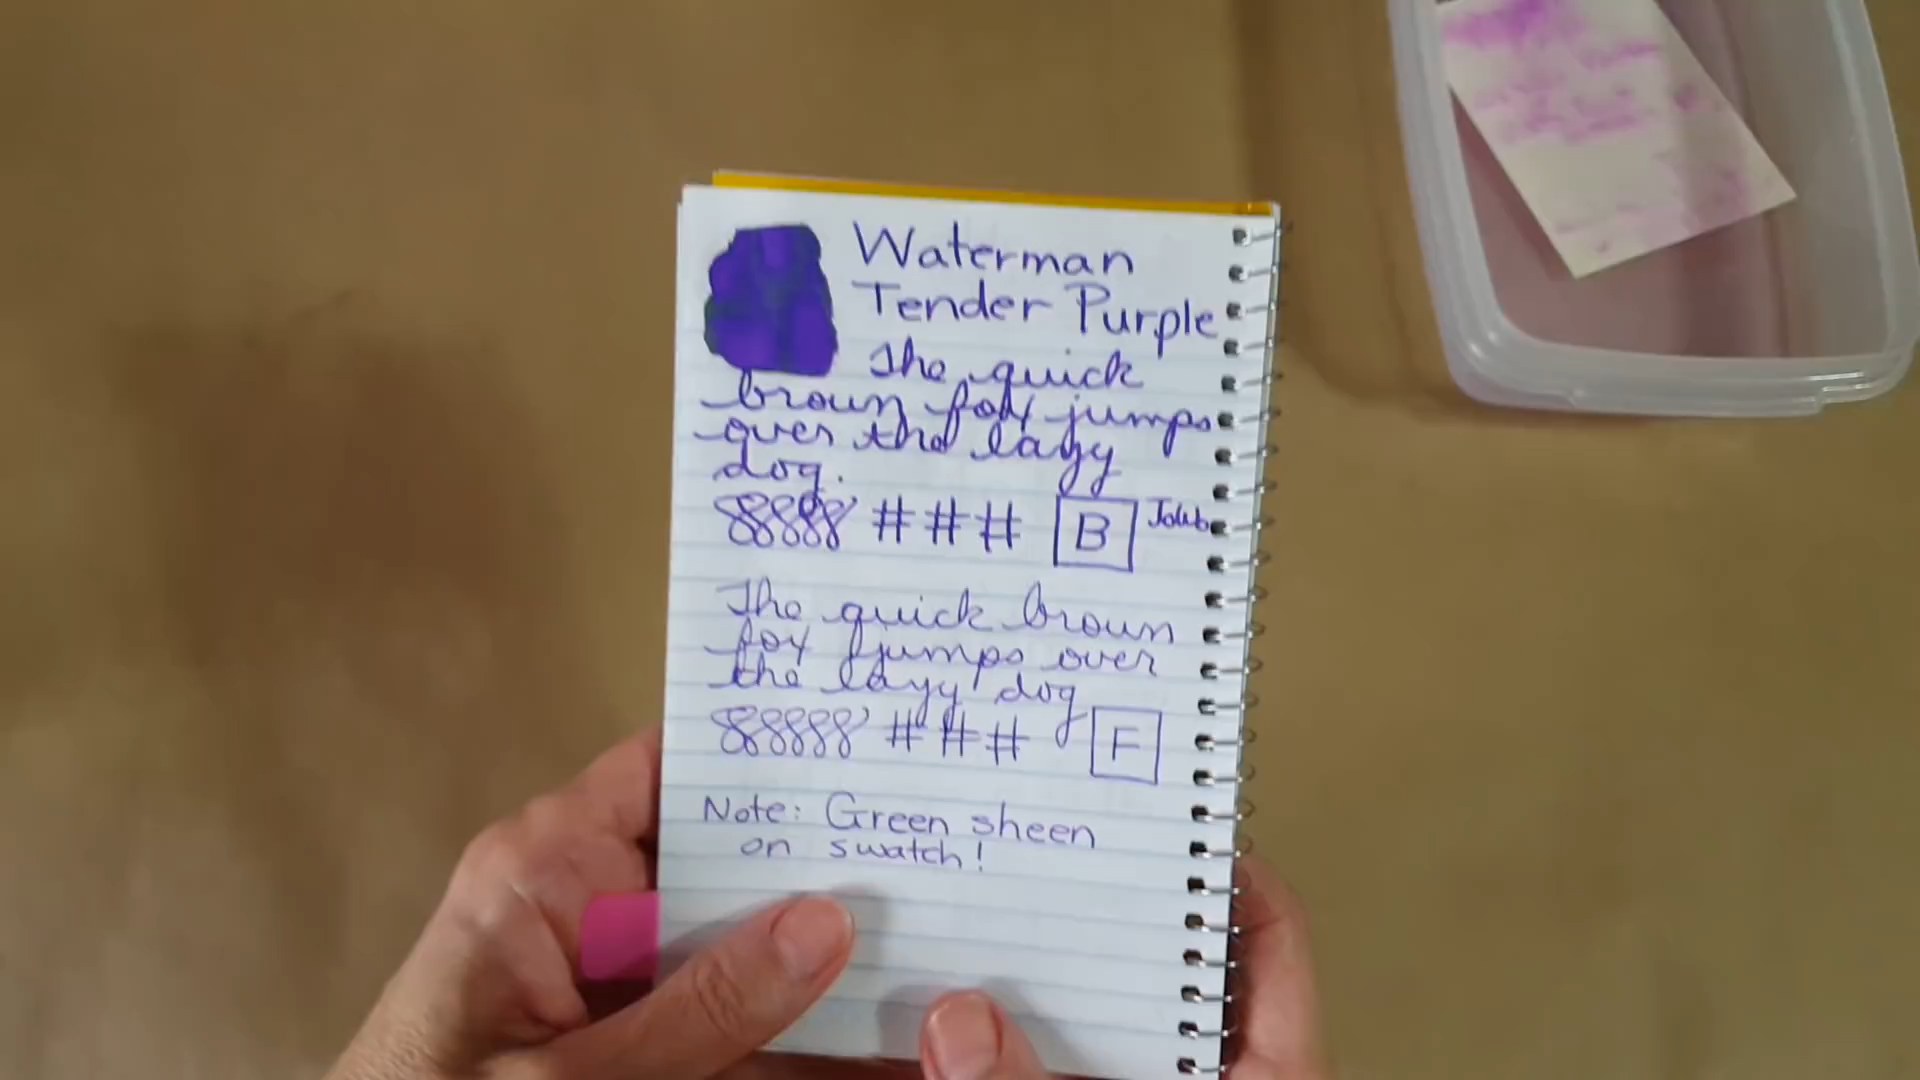 Waterman
Tender Purple
The quick
brown fox jumps
over the lazy
dog.
88888 # # # B
The quick brown
fox jumps over
the lazy dog
88888 # # # F
Note: Green sheen
on swatch!